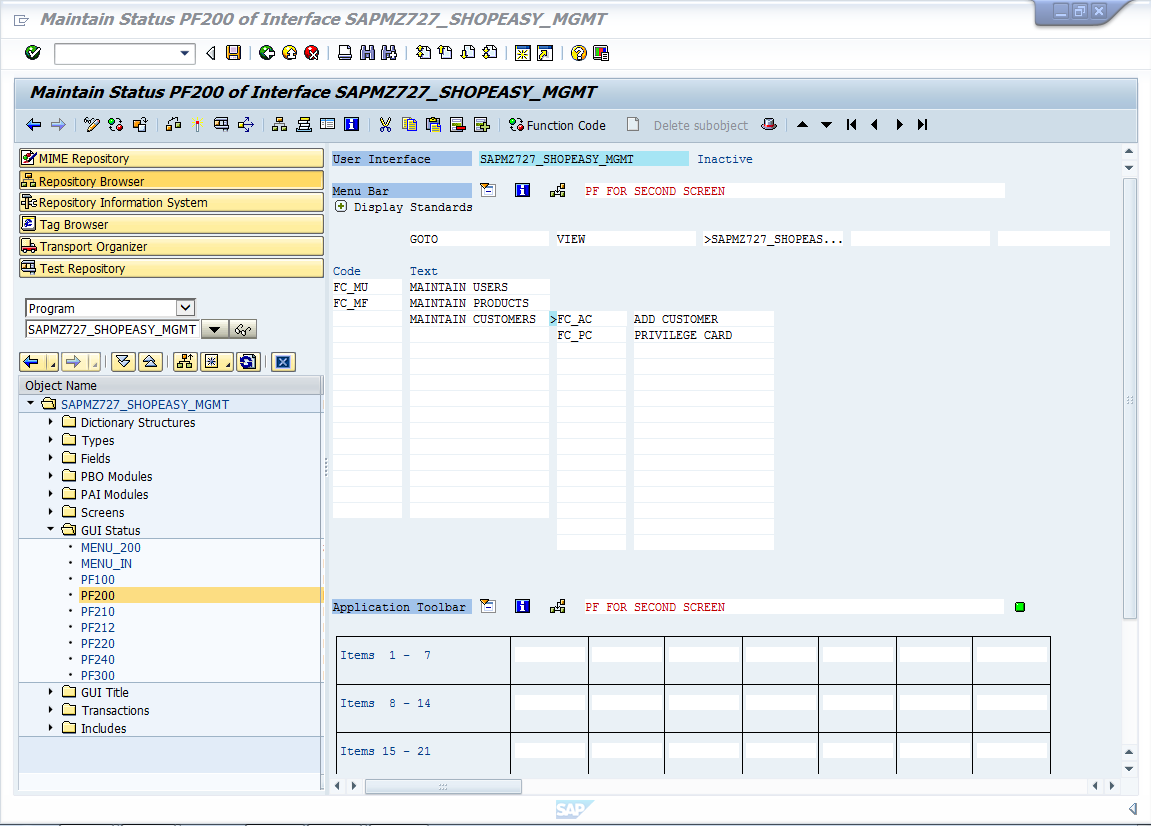 Maintain Status PF200 of Interface SAPMZ727_SHOPEASY_MGMT
Maintain Status PF200 of Interface SAPMZ727_SHOPEASY_MGMT
Function Code
Delete subobject
MIME Repository
Repository Browser
Repository Information System
Tag Browser
Transport Organizer
Test Repository
Program
SAPMZ727_SHOPEASY_MGMT
Object Name
SAPMZ727_SHOPEASY_MGMT
Dictionary Structures
Types
Fields
PBO Modules
PAI Modules
Screens
GUI Status
MENU_200
MENU_IN
PF100
PF200
PF210
PF212
PF220
PF240
PF300
GUI Title
Transactions
Includes
User Interface SAPMZ727_SHOPEASY_MGMT Inactive
Menu Bar PF FOR SECOND SCREEN
Display Standards
GOTO VIEW >SAPMZ727_SHOPEAS...
Code Text
FC_MU MAINTAIN USERS
FC_MF MAINTAIN PRODUCTS
MAINTAIN CUSTOMERS >FC_AC ADD CUSTOMER
FC_PC PRIVILEGE CARD
Application Toolbar PF FOR SECOND SCREEN
Items 1 - 7
Items 8 - 14
Items 15 - 21
SAP